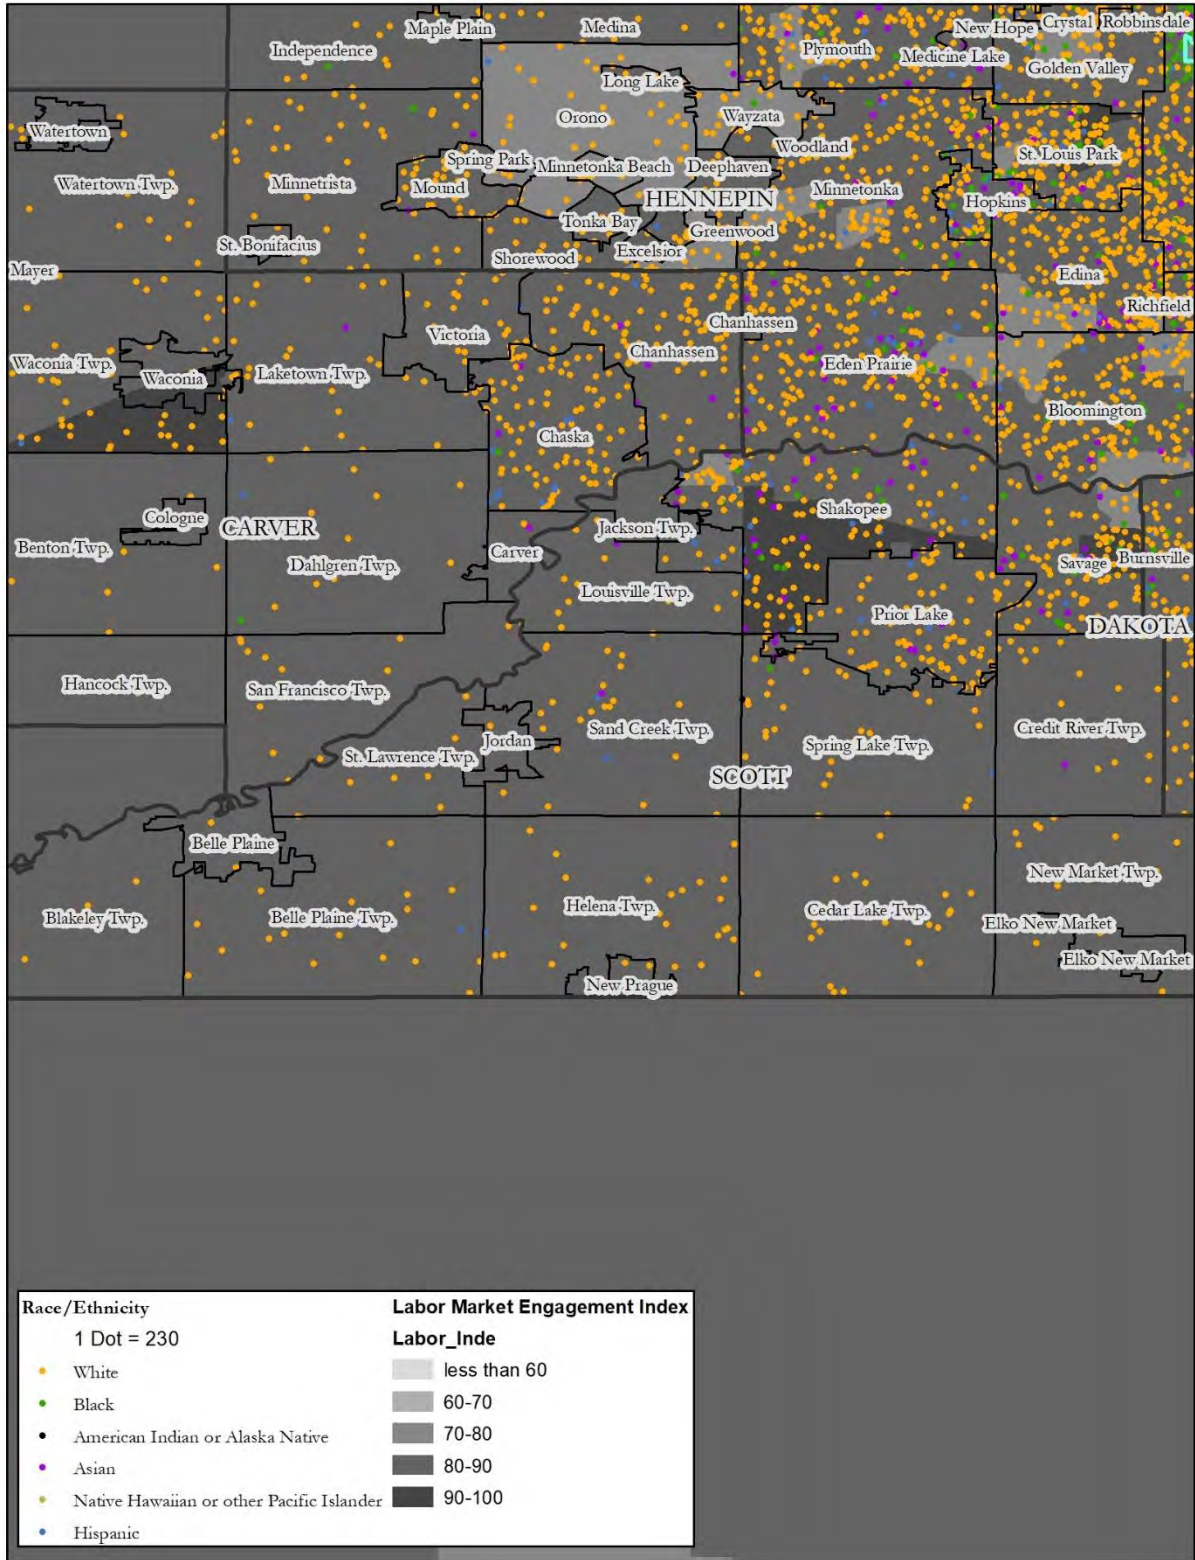 Maple Plain
Medina
New Hope
Crystal
Robbinsdale
Independence
Plymouth
Medicine Lake
Golden Valley
Long Lake
Orono
Wayzata
Watertown
Woodland
St. Louis Park
Spring Park
Minnetonka Beach
Deephaven
Watertown Twp.
Minnetrista
Mound
HENNEPIN
Minnetonka
Hopkins
Tonka Bay
Greenwood
St. Bonifacius
Excelsior
Shorewood
Mayer
Edina
Richfield
Victoria
Chanhassen
Chanhassen
Waconia Twp.
Waconia
Laketown Twp.
Eden Prairie
Bloomington
Chaska
Cologne
CARVER
Jackson Twp.
Shakopee
Benton Twp.
Dahlgren Twp.
Carver
Savage
Burnsville
Louisville Twp.
Prior Lake
DAKOTA
Hancock Twp.
San Francisco Twp.
Sand Creek Twp.
Credit River Twp.
Jordan
Spring Lake Twp.
St. Lawrence Twp.
SCOTT
Belle Plaine
New Market Twp.
Blakeley Twp.
Belle Plaine Twp.
Helena Twp.
Cedar Lake Twp.
Elko New Market
Elko New Market
New Prague
Race/Ethnicity
1 Dot = 230
White
Black
American Indian or Alaska Native
Asian
Native Hawaiian or other Pacific Islander
Hispanic
Labor Market Engagement Index
Labor_Inde
less than 60
60-70
70-80
80-90
90-100